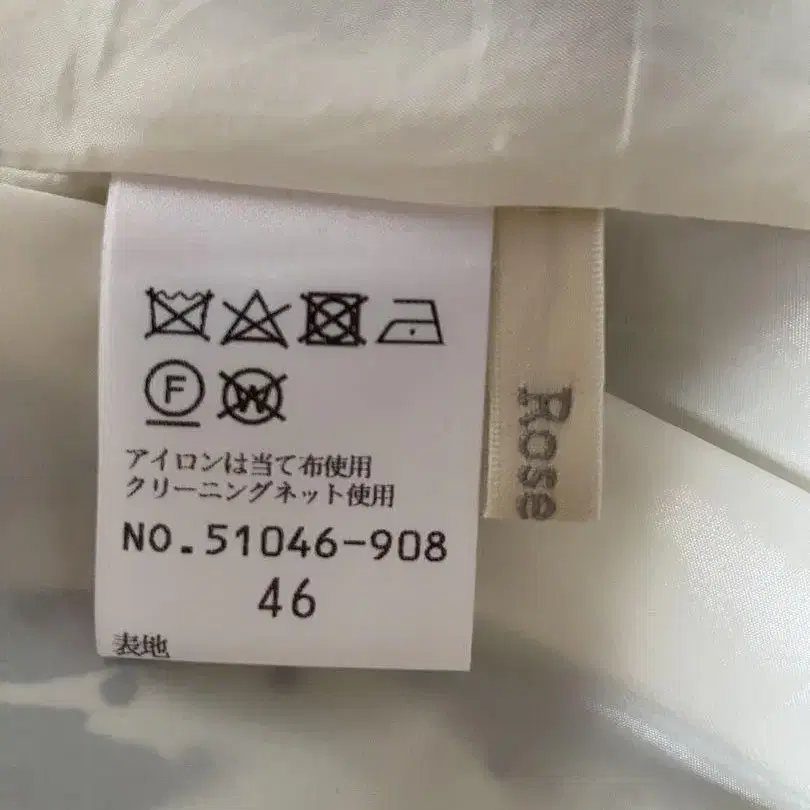 F W
アイロンは当て布使用
クリーニングネット使用
NO.51046-908
46
表地
Rose